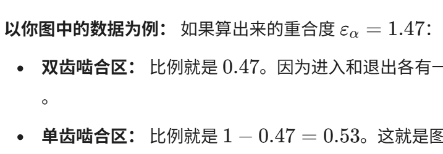 以你图中的数据为例： 如果算出来的重合度 εα = 1.47：
• 双齿啮合区： 比例就是 0.47。因为进入和退出各有一
。
• 单齿啮合区： 比例就是 1 − 0.47 = 0.53。这就是图